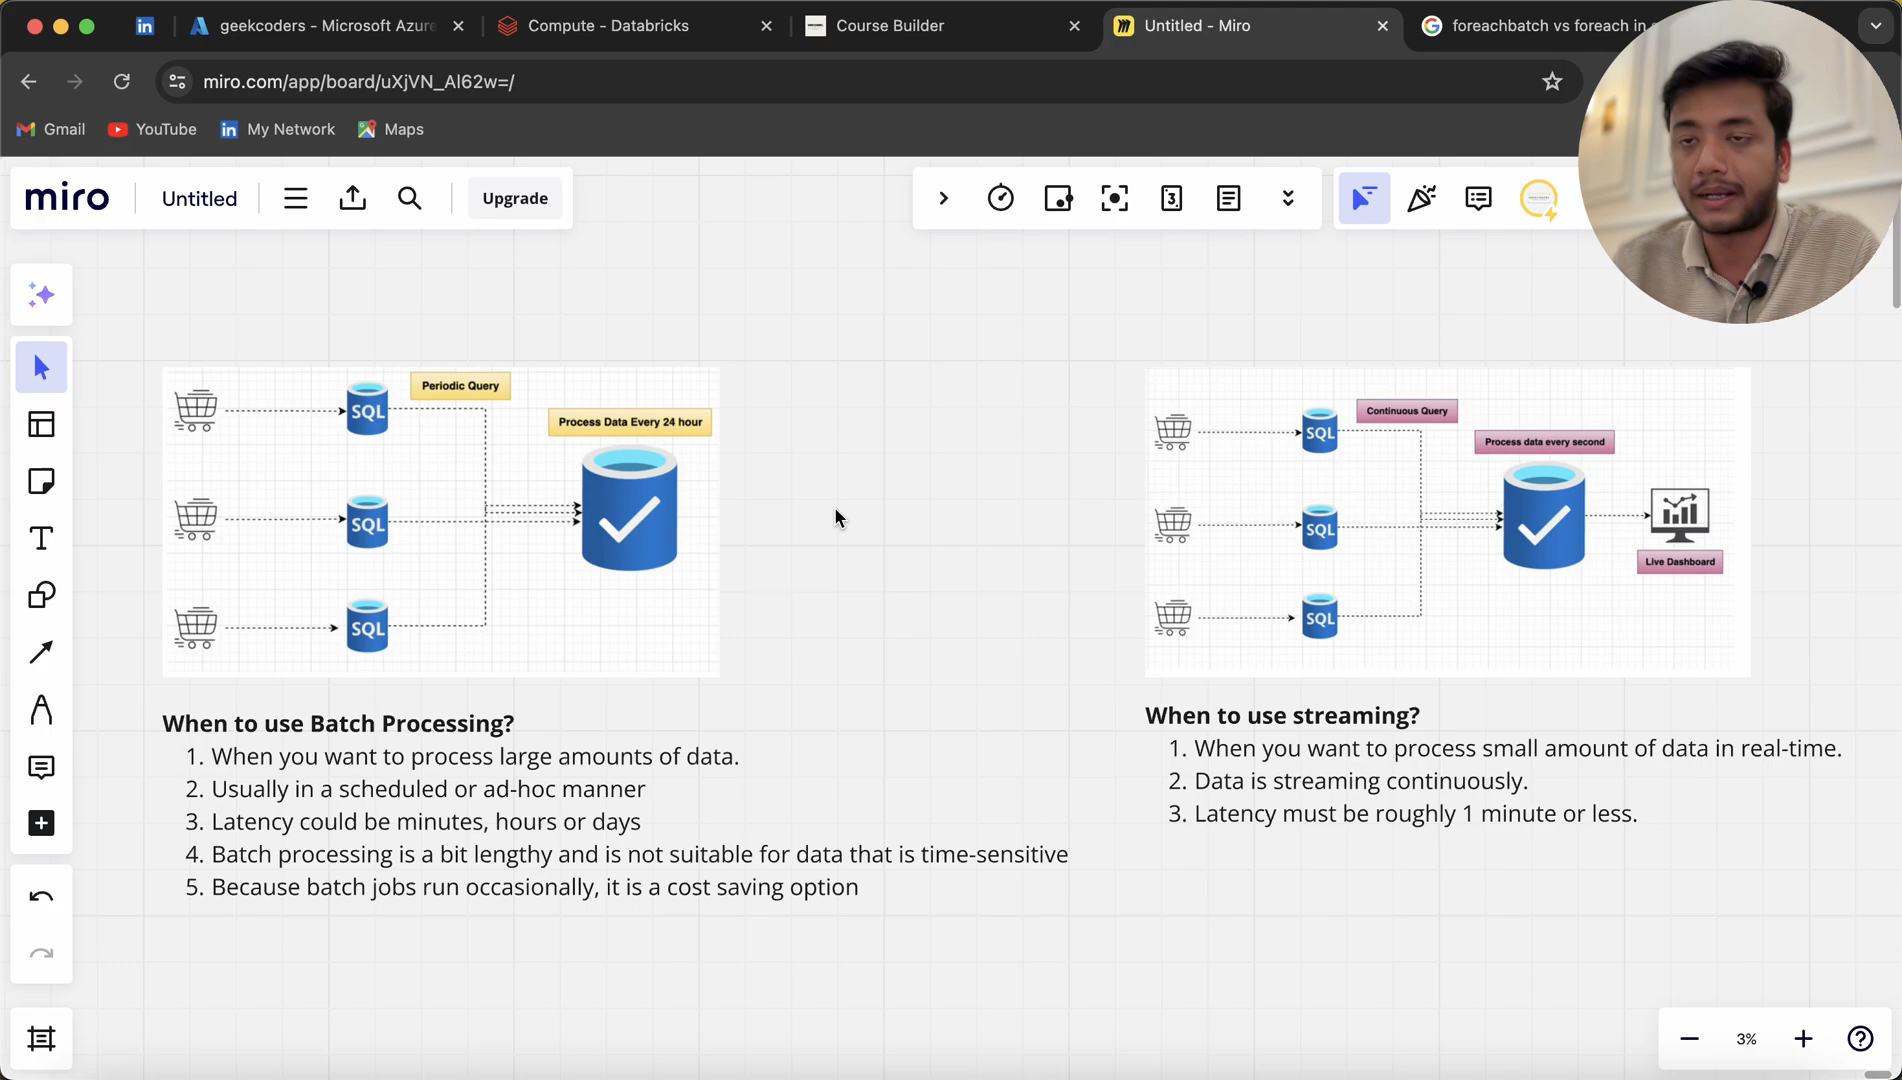 geekcoders - Microsoft Azure
Compute - Databricks
Course Builder
Untitled - Miro
foreachbatch vs foreach in
miro.com/app/board/uXjVN_Al62w=/
Gmail
YouTube
My Network
Maps
miro
Untitled
Upgrade
Periodic Query
Process Data Every 24 hour
SQL
SQL
SQL
Continuous Query
Process data every second
SQL
SQL
SQL
Live Dashboard
When to use Batch Processing?
1. When you want to process large amounts of data.
2. Usually in a scheduled or ad-hoc manner
3. Latency could be minutes, hours or days
4. Batch processing is a bit lengthy and is not suitable for data that is time-sensitive
5. Because batch jobs run occasionally, it is a cost saving option
When to use streaming?
1. When you want to process small amount of data in real-time.
2. Data is streaming continuously.
3. Latency must be roughly 1 minute or less.
3%